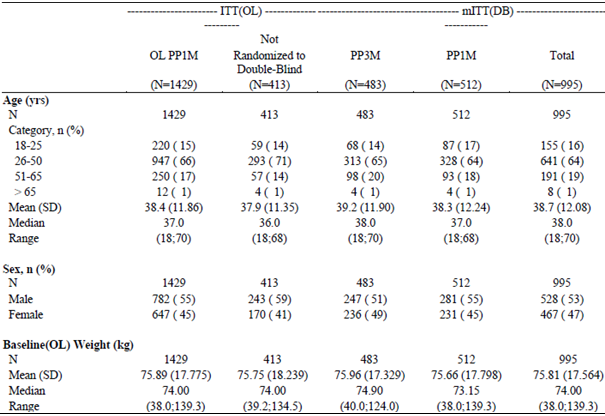 ---------------------- ITT(OL) ------------ ---------------------- mITT(DB) ------------
--------- -----------
Not
OL PP1M Randomized to PP3M PP1M Total
Double-Blind
(N=1429) (N=413) (N=483) (N=512) (N=995)
Age (yrs)
N 1429 413 483 512 995
Category, n (%)
18-25 220 ( 15) 59 ( 14) 68 ( 14) 87 ( 17) 155 ( 16)
26-50 947 ( 66) 293 ( 71) 313 ( 65) 328 ( 64) 641 ( 64)
51-65 250 ( 17) 57 ( 14) 98 ( 20) 93 ( 18) 191 ( 19)
> 65 12 ( 1) 4 ( 1) 4 ( 1) 4 ( 1) 8 ( 1)
Mean (SD) 38.4 (11.86) 37.9 (11.35) 39.2 (11.90) 38.3 (12.24) 38.7 (12.08)
Median 37.0 36.0 38.0 37.0 38.0
Range (18;70) (18;68) (18;70) (18;68) (18;70)
Sex, n (%)
N 1429 413 483 512 995
Male 782 ( 55) 243 ( 59) 247 ( 51) 281 ( 55) 528 ( 53)
Female 647 ( 45) 170 ( 41) 236 ( 49) 231 ( 45) 467 ( 47)
Baseline(OL) Weight (kg)
N 1429 413 483 512 995
Mean (SD) 75.89 (17.775) 75.75 (18.239) 75.96 (17.329) 75.66 (17.798) 75.81 (17.564)
Median 74.00 74.00 74.90 73.15 74.00
Range (38.0;139.3) (39.2;134.5) (40.0;124.0) (38.0;139.3) (38.0;139.3)